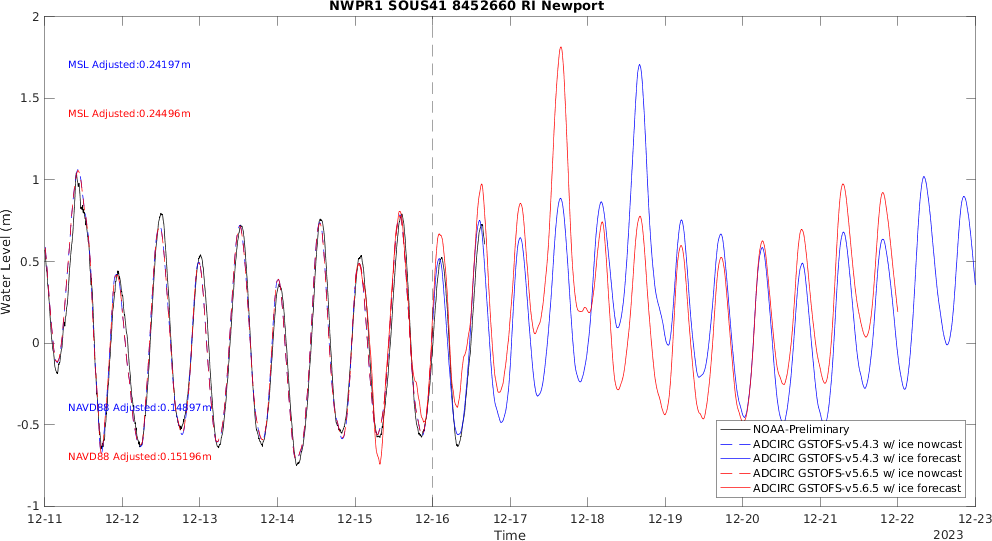 NWPR1 SOUS41 8452660 RI Newport
2
MSL Adjusted:0.24197m
1.5
MSL Adjusted:0.24496m
1
0.5
Water Level (m)
0
NAVD88 Adjusted:0.14897m
-0.5
NAVD88 Adjusted:0.15196m
-1
NOAA-Preliminary
ADCIRC GSTOFS-v5.4.3 w/ ice nowcast
ADCIRC GSTOFS-v5.4.3 w/ ice forecast
ADCIRC GSTOFS-v5.6.5 w/ ice nowcast
ADCIRC GSTOFS-v5.6.5 w/ ice forecast
12-11 12-12 12-13 12-14 12-15 12-16 12-17 12-18 12-19 12-20 12-21 12-22 12-23
Time
2023